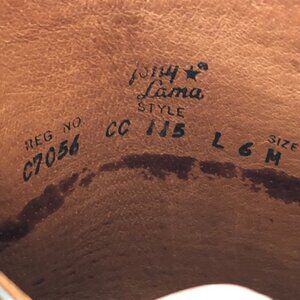 Tony ★ Lama
STYLE
REG NO. SIZE
C7056 CC 115 L 6 M